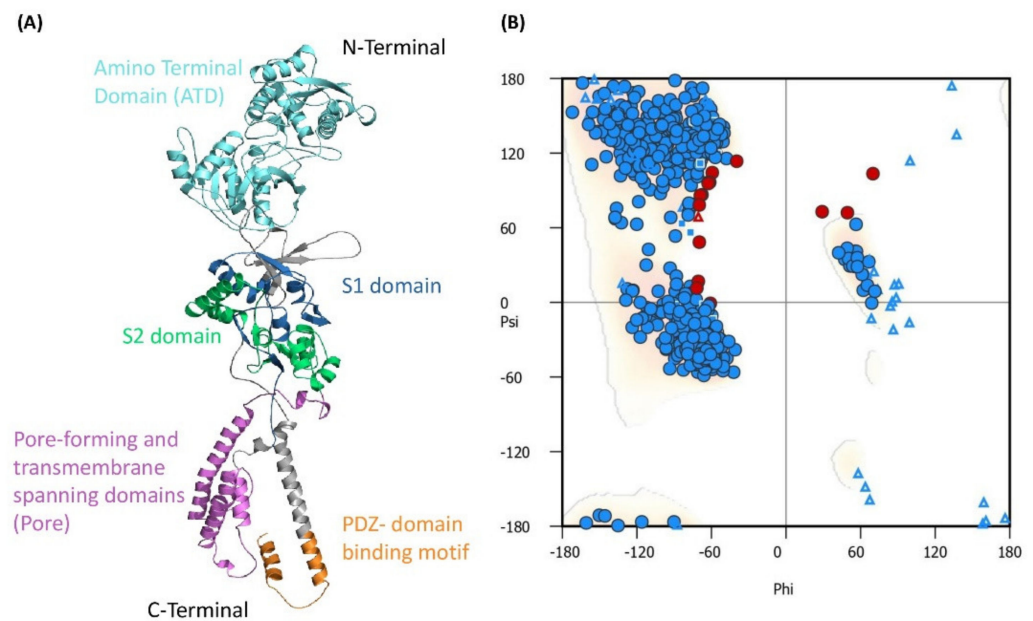 (A)
N-Terminal
Amino Terminal
Domain (ATD)
S1 domain
S2 domain
Pore-forming and
transmembrane
spanning domains
(Pore)
PDZ- domain
binding motif
C-Terminal
(B)
180
120
60
0
Psi
-60
-120
-180
-180 -120 -60 0 60 120 180
Phi